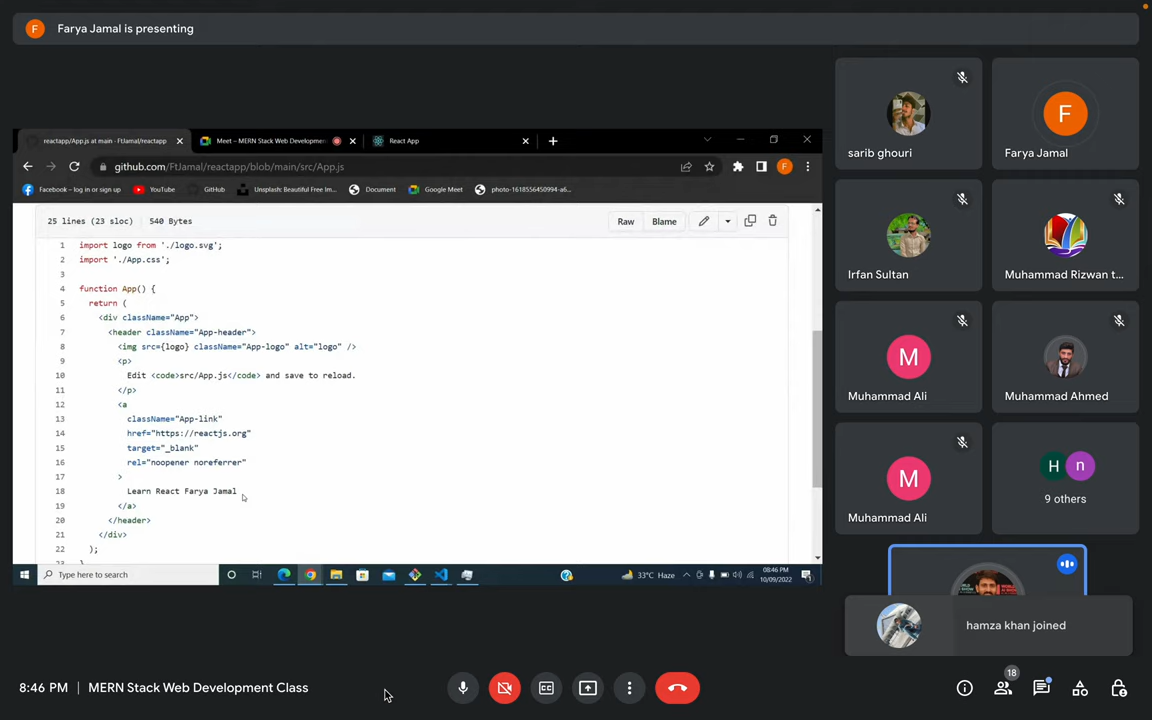 Farya Jamal is presenting
F
reactapp/App.js at main · FtJamal/reactapp
Meet – MERN Stack Web Developmen
React App
github.com/FtJamal/reactapp/blob/main/src/App.js
F
Facebook – log in or sign up
YouTube
GitHub
Unsplash: Beautiful Free Im...
Document
Google Meet
photo-1618556450994-a6...
25 lines (23 sloc)
540 Bytes
Raw
Blame
1 import logo from './logo.svg';
2 import './App.css';
3
4 function App() {
5 return (
6 <div className="App">
7 <header className="App-header">
8 <img src={logo} className="App-logo" alt="logo" />
9 <p>
10 Edit <code>src/App.js</code> and save to reload.
11 </p>
12 <a
13 className="App-link"
14 href="https://reactjs.org"
15 target="_blank"
16 rel="noopener noreferrer"
17 >
18 Learn React Farya Jamal
19 </a>
20 </header>
21 </div>
22 );
23 }
Type here to search
33°C Haze
08:46 PM
10/09/2022
sarib ghouri
F
Farya Jamal
Irfan Sultan
Muhammad Rizwan t...
M
Muhammad Ali
Muhammad Ahmed
M
Muhammad Ali
H n
9 others
hamza khan joined
8:46 PM
MERN Stack Web Development Class
18